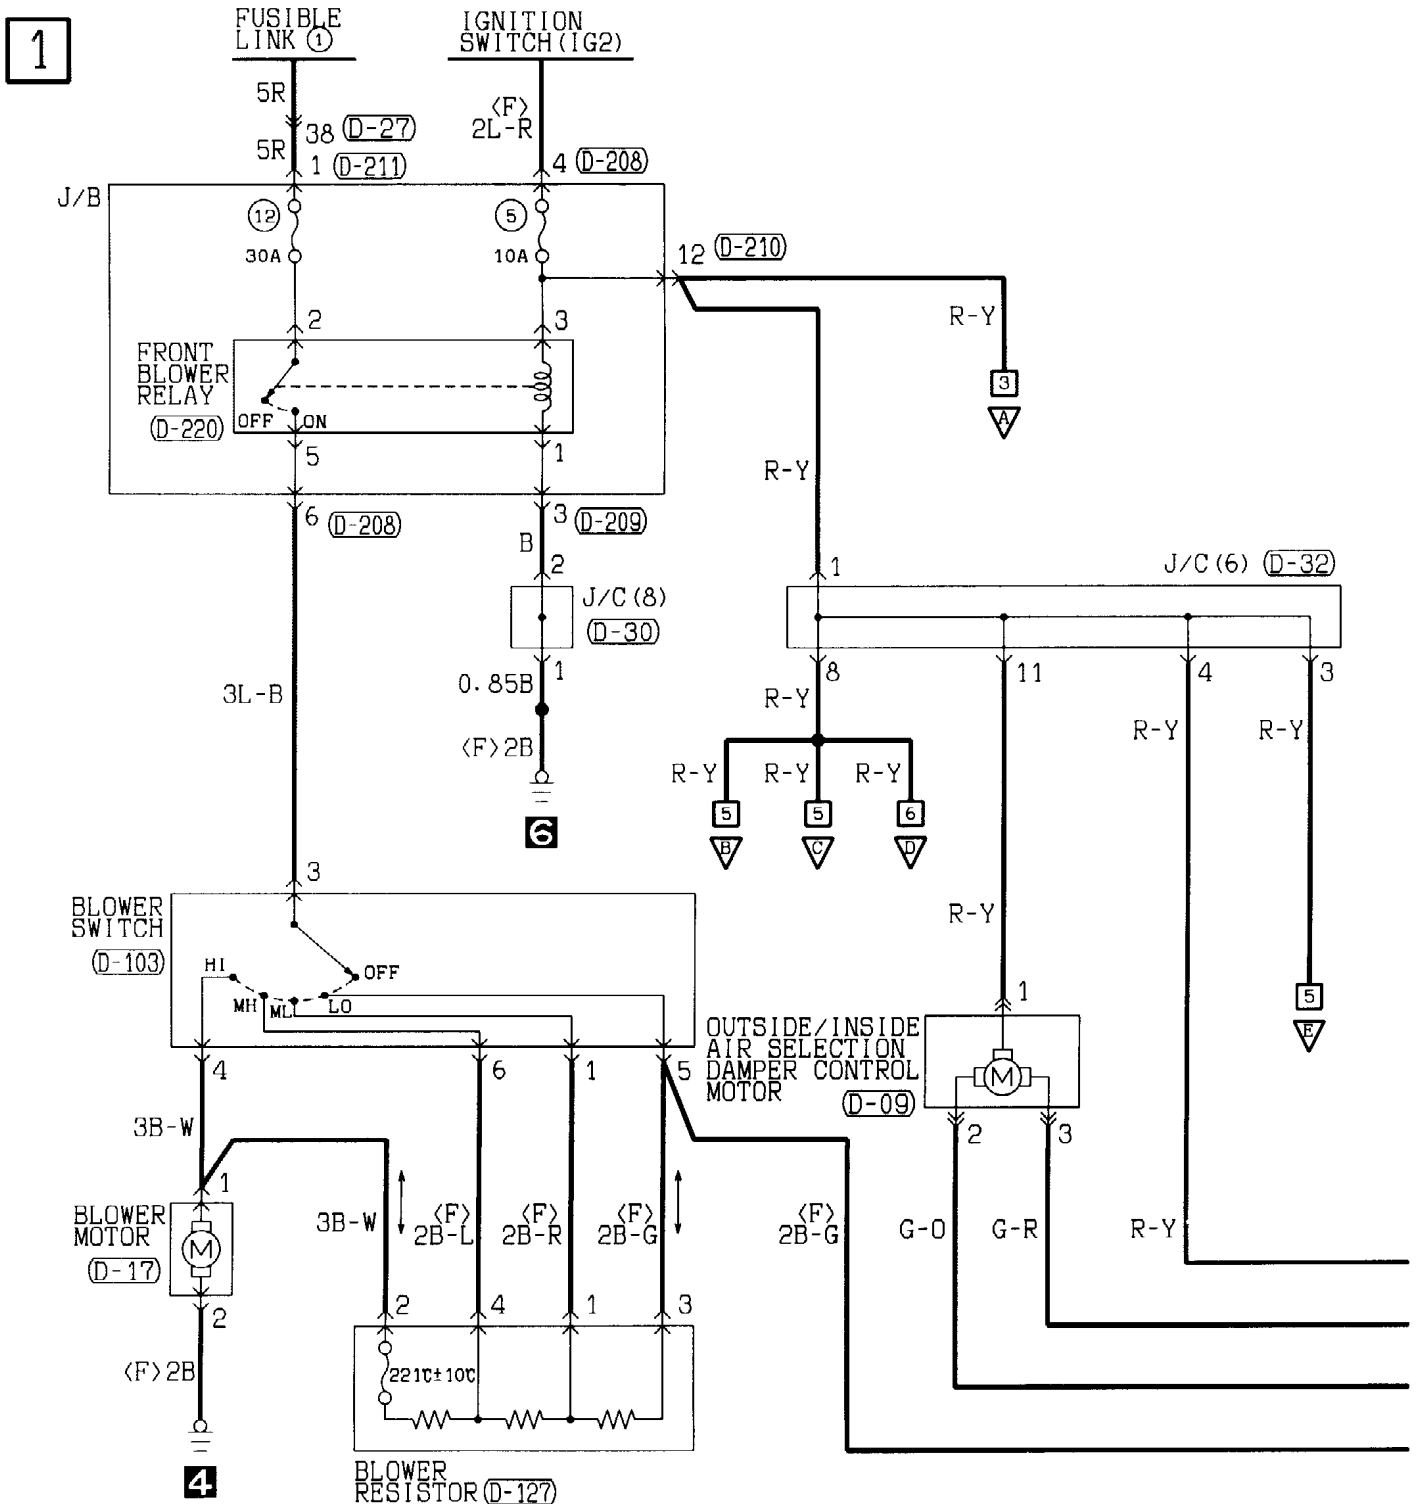 1
FUSIBLE
LINK ①
IGNITION
SWITCH(IG2)
5R
<F>
2L-R
38 (D-27)
5R
1 (D-211)
4 (D-208)
J/B
12
5
30A
10A
12 (D-210)
R-Y
2
3
3
FRONT
BLOWER
RELAY
(D-220)
OFF
ON
A
5
1
R-Y
6 (D-208)
3 (D-209)
B
2
1
J/C(6) (D-32)
J/C(8)
(D-30)
1
0.85B
8
11
4
3
3L-B
R-Y
R-Y
R-Y
<F>2B
R-Y
R-Y
R-Y
5
5
6
6
B
C
D
3
BLOWER
SWITCH
(D-103)
R-Y
HI
OFF
MH
ML
LO
1
5
E
OUTSIDE/INSIDE
AIR SELECTION
DAMPER CONTROL
MOTOR
(D-09)
M
4
6
1
5
2
3
3B-W
1
BLOWER
MOTOR
(D-17)
M
3B-W
<F>
2B-L
<F>
2B-R
<F>
2B-G
<F>
2B-G
G-O
G-R
R-Y
2
2
4
1
3
<F>2B
221℃±10℃
4
BLOWER
RESISTOR (D-127)